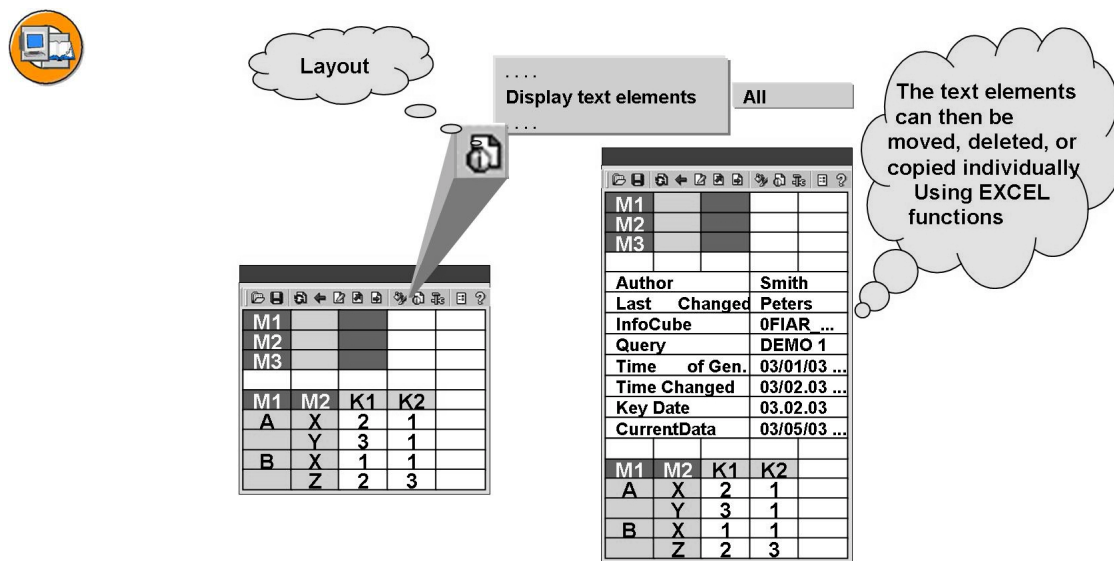 Layout
. . . .
Display text elements
. . . .
All
The text elements
can then be
moved, deleted, or
copied individually
Using EXCEL
functions
M1
M2
M3
M1 M2 K1 K2
A X 2 1
Y 3 1
B X 1 1
Z 2 3
M1
M2
M3
Author Smith
Last Changed Peters
InfoCube 0FIAR_...
Query DEMO 1
Time of Gen. 03/01/03 ...
Time Changed 03/02.03 ...
Key Date 03.02.03
CurrentData 03/05/03 ...
M1 M2 K1 K2
A X 2 1
Y 3 1
B X 1 1
Z 2 3